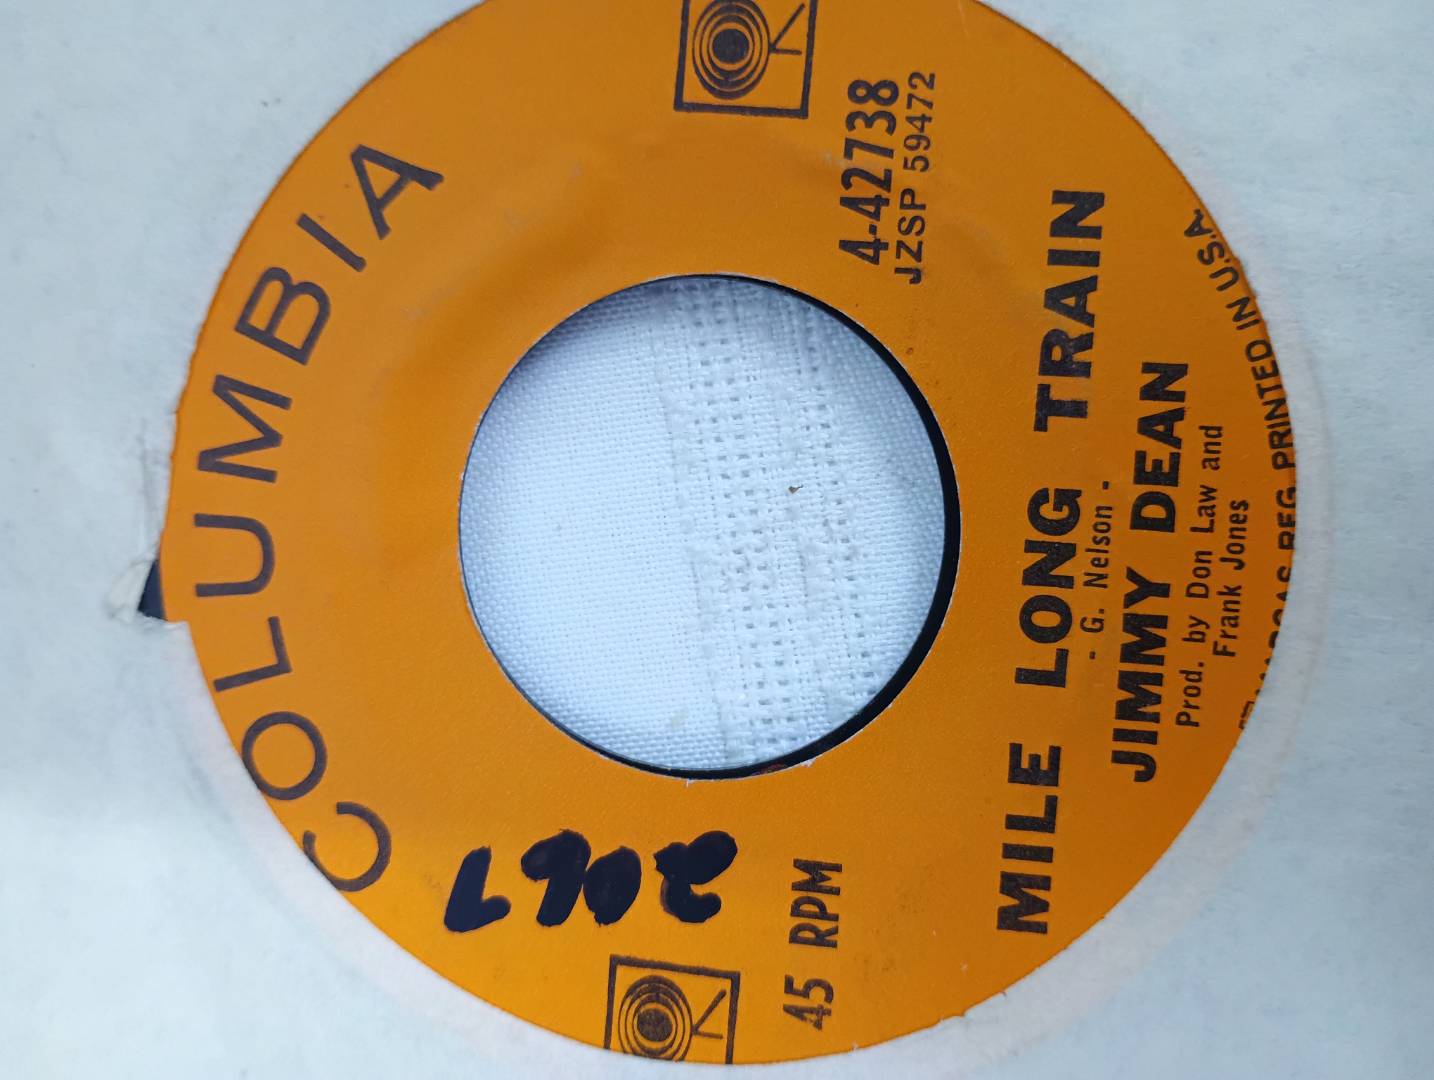 COLUMBIA
45 RPM
4-42738
JZSP 59472
MILE LONG TRAIN
- G. Nelson -
JIMMY DEAN
Prod. by Don Law and
Frank Jones
REG. PRINTED IN U.S.A.